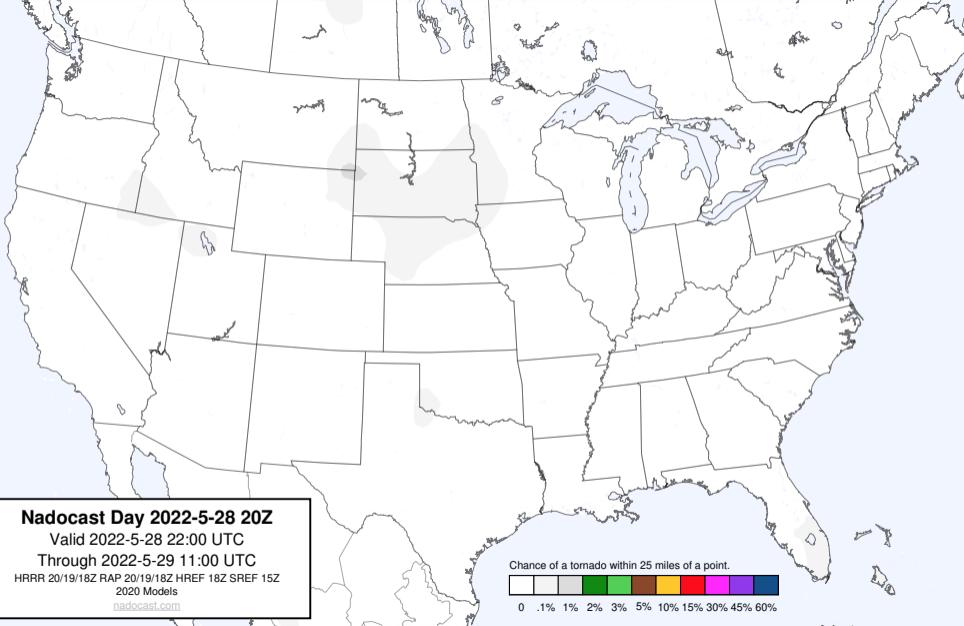 Nadocast Day 2022-5-28 20Z
Valid 2022-5-28 22:00 UTC
Through 2022-5-29 11:00 UTC
HRRR 20/19/18Z RAP 20/19/18Z HREF 18Z SREF 15Z
2020 Models
nadocast.com
Chance of a tornado within 25 miles of a point.
0 .1% 1% 2% 3% 5% 10% 15% 30% 45% 60%